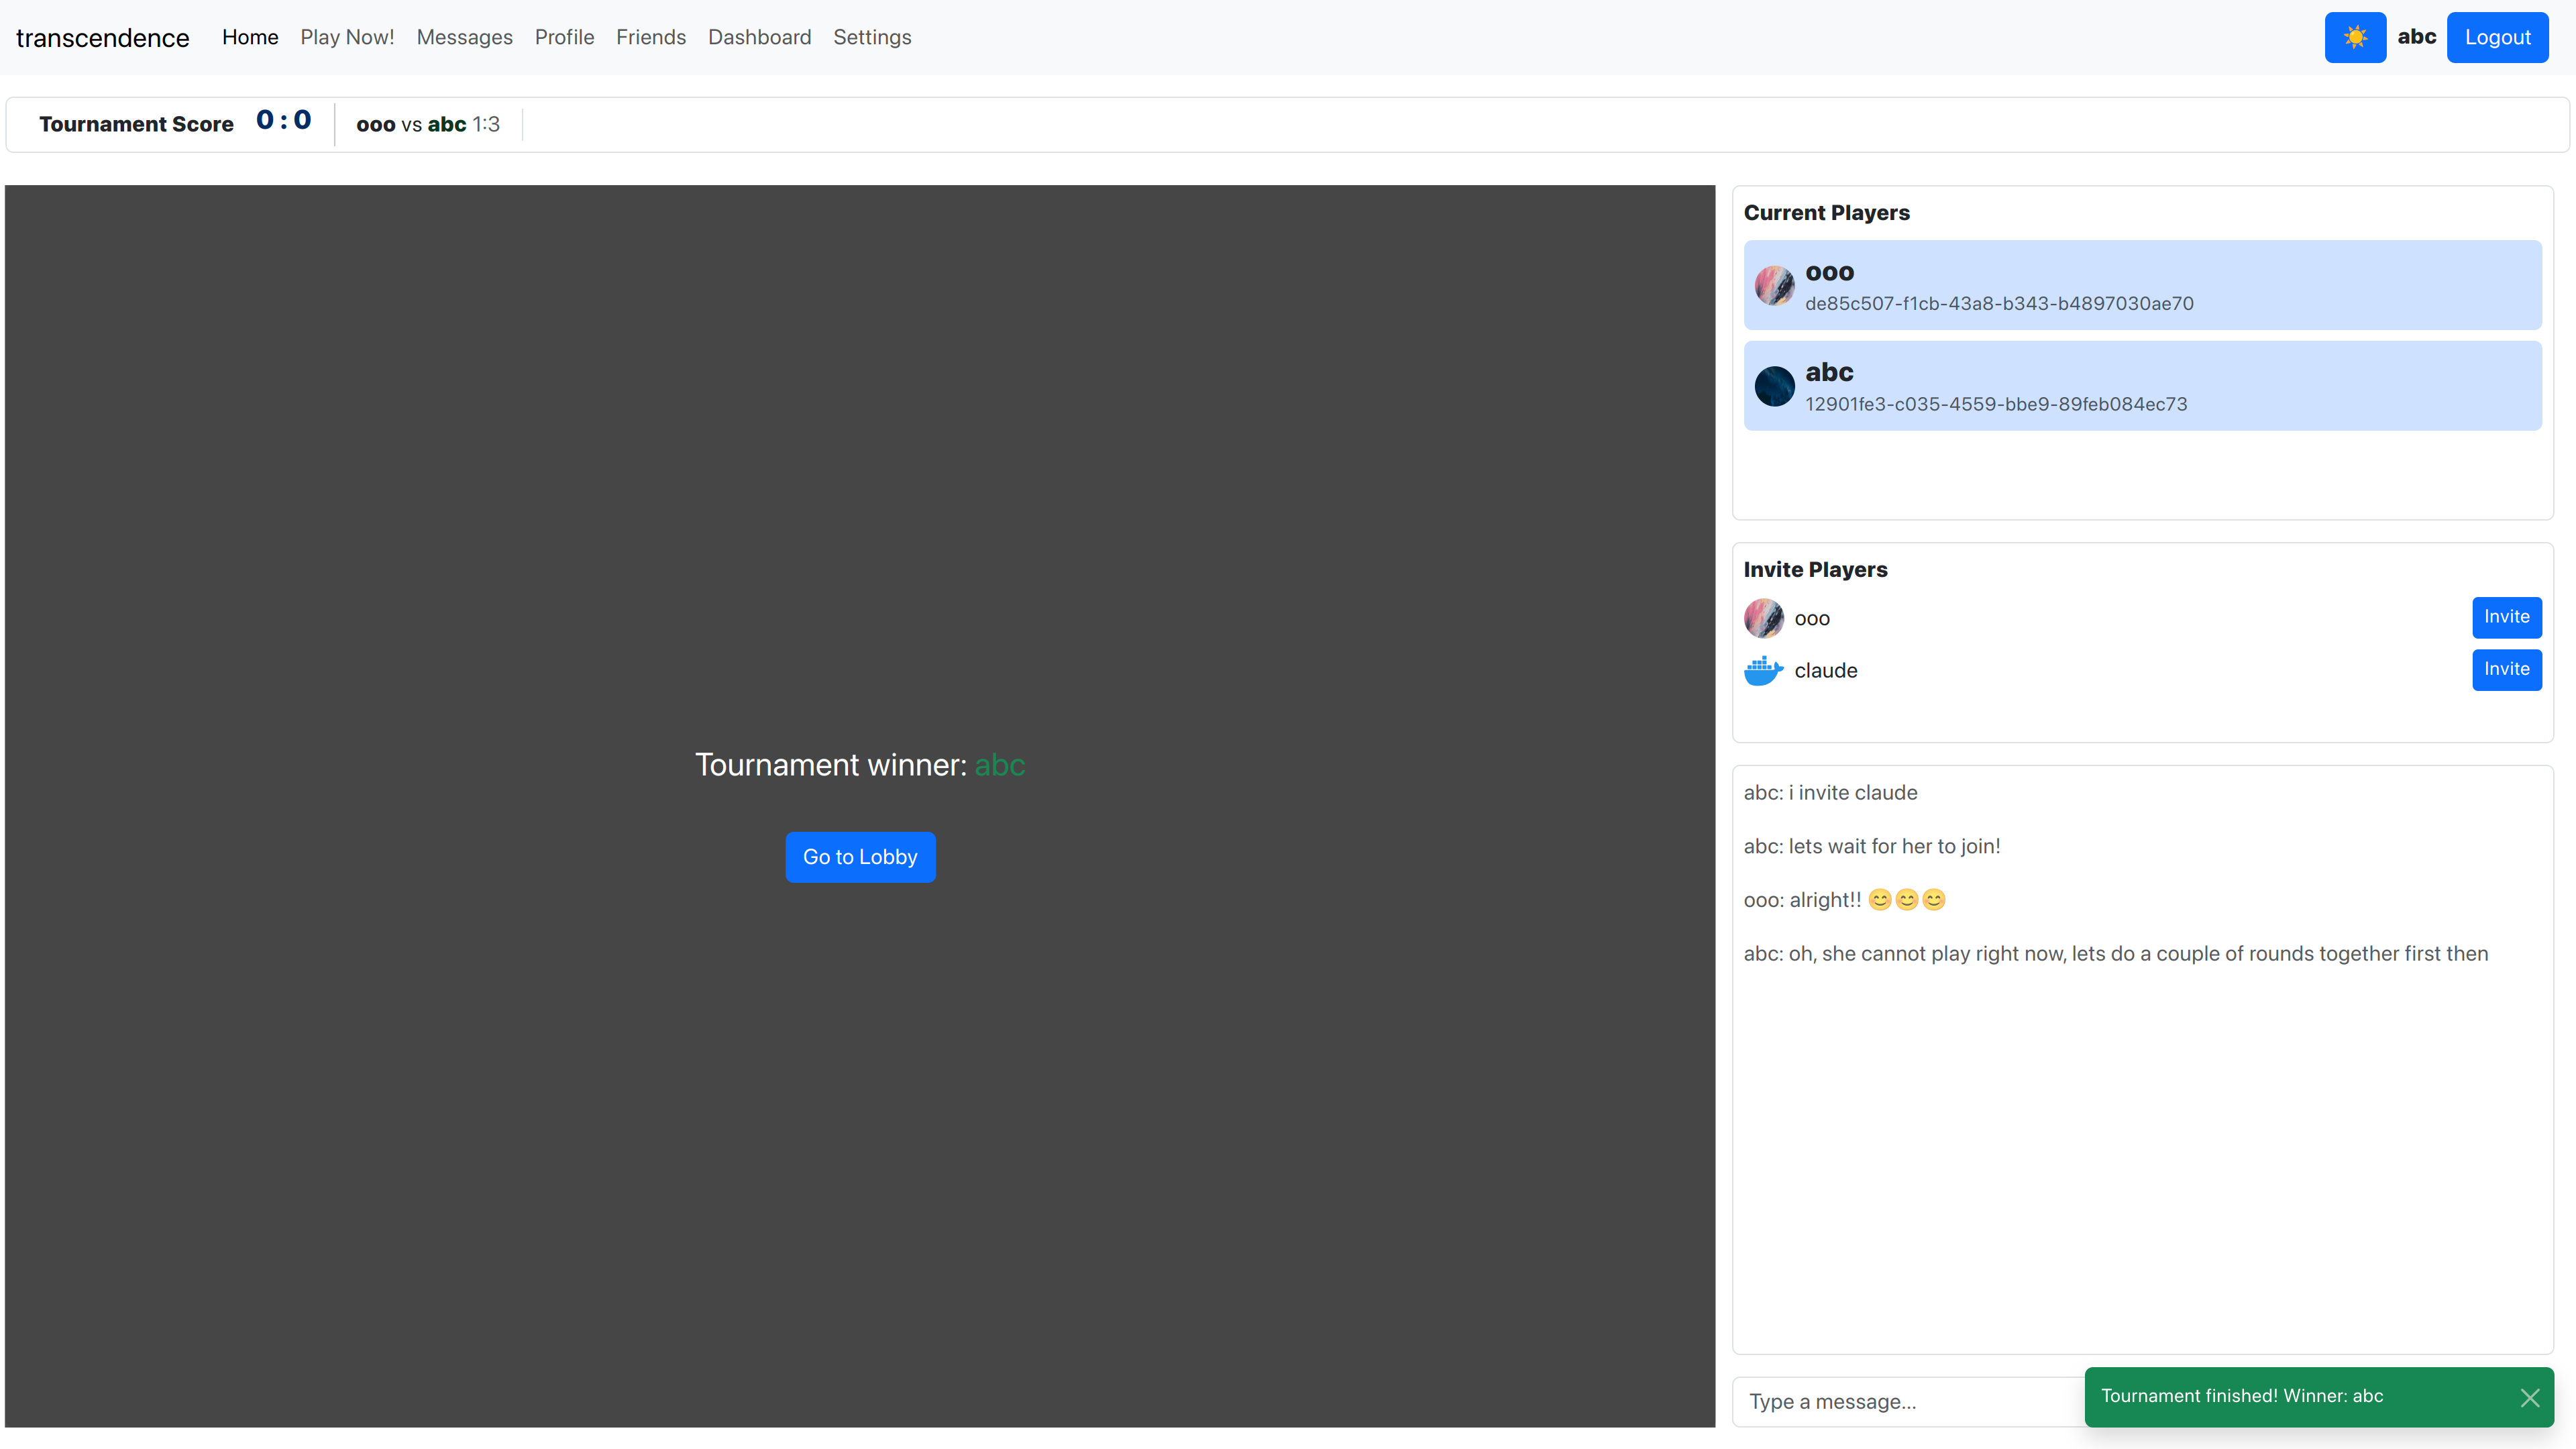 transcendence Home Play Now! Messages Profile Friends Dashboard Settings ☀️ abc Logout
Tournament Score 0 : 0 ooo vs abc 1:3
Tournament winner: abc
Go to Lobby
Current Players
ooo
de85c507-f1cb-43a8-b343-b4897030ae70
abc
12901fe3-c035-4559-bbe9-89feb084ec73
Invite Players
ooo Invite
claude Invite
abc: i invite claude
abc: lets wait for her to join!
ooo: alright!! 😊😊😊
abc: oh, she cannot play right now, lets do a couple of rounds together first then
Type a message...
Tournament finished! Winner: abc